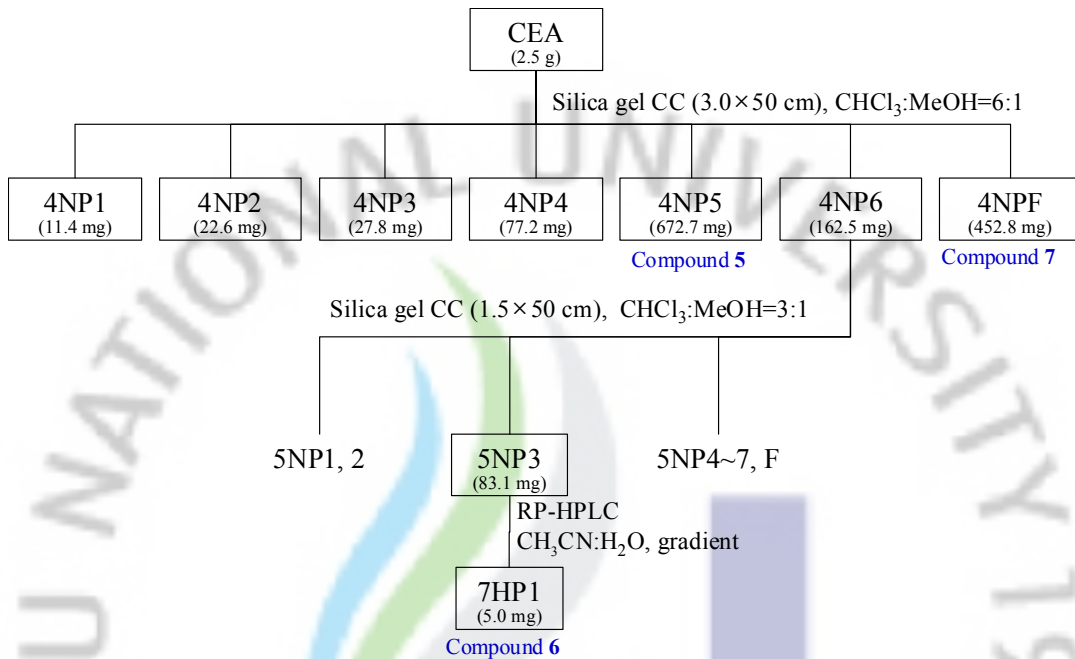 CEA
(2.5 g)
Silica gel CC (3.0×50 cm), CHCl₃:MeOH=6:1
4NP1
(11.4 mg)
4NP2
(22.6 mg)
4NP3
(27.8 mg)
4NP4
(77.2 mg)
4NP5
(672.7 mg)
Compound 5
4NP6
(162.5 mg)
4NPF
(452.8 mg)
Compound 7
Silica gel CC (1.5×50 cm), CHCl₃:MeOH=3:1
5NP1, 2
5NP3
(83.1 mg)
5NP4~7, F
RP-HPLC
CH₃CN:H₂O, gradient
7HP1
(5.0 mg)
Compound 6
U NATIONAL UNIVERSITY 19